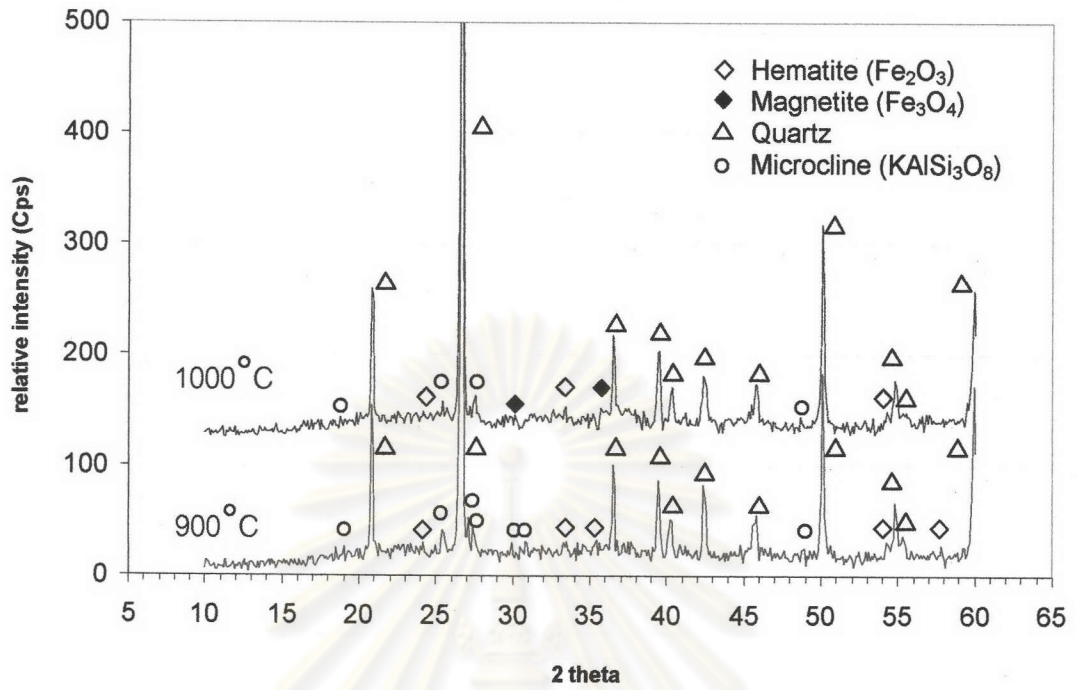 500
400
300
200
100
0
relative intensity (Cps)
◇ Hematite (Fe₂O₃)
◆ Magnetite (Fe₃O₄)
△ Quartz
○ Microcline (KAlSi₃O₈)
1000°C
900°C
5 10 15 20 25 30 35 40 45 50 55 60 65
2 theta